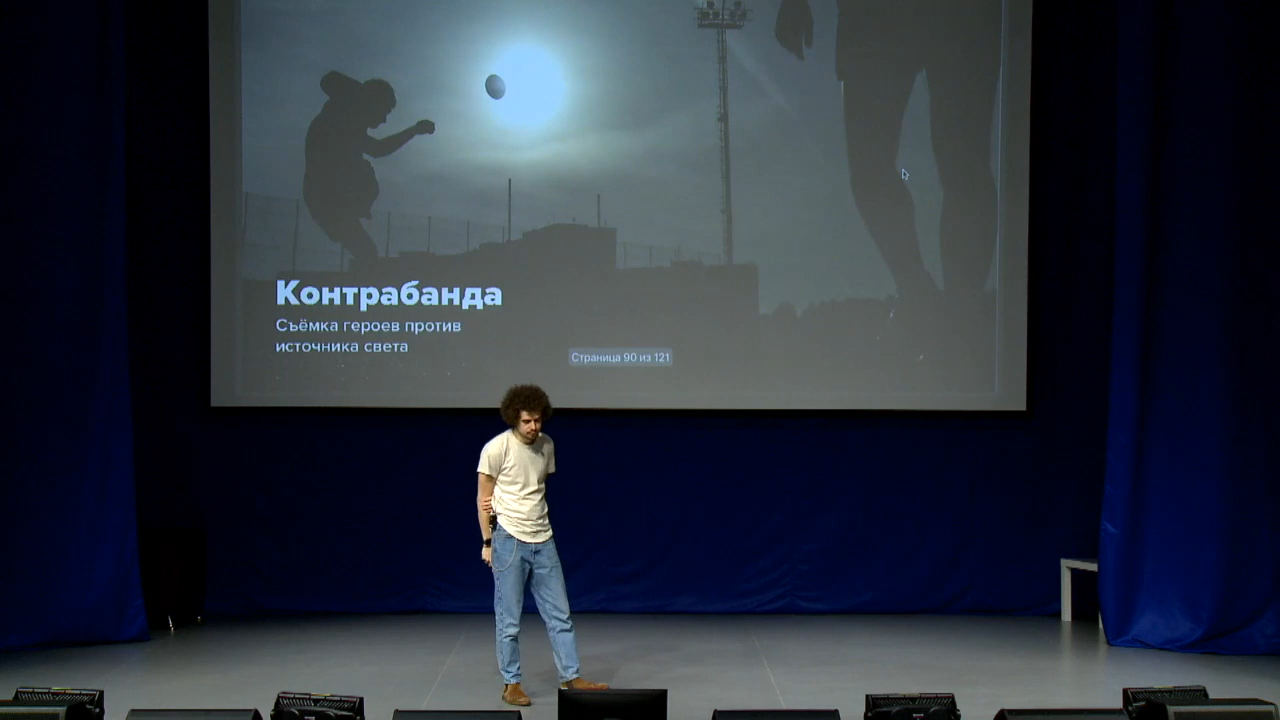 Контрабанда
Съёмка героев против
источника света
Страница 90 из 121